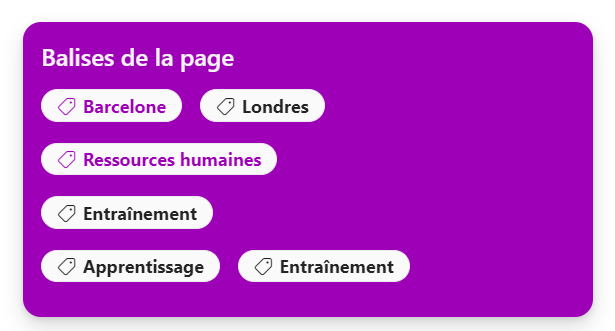 Balises de la page
Barcelone Londres
Ressources humaines
Entraînement
Apprentissage Entraînement